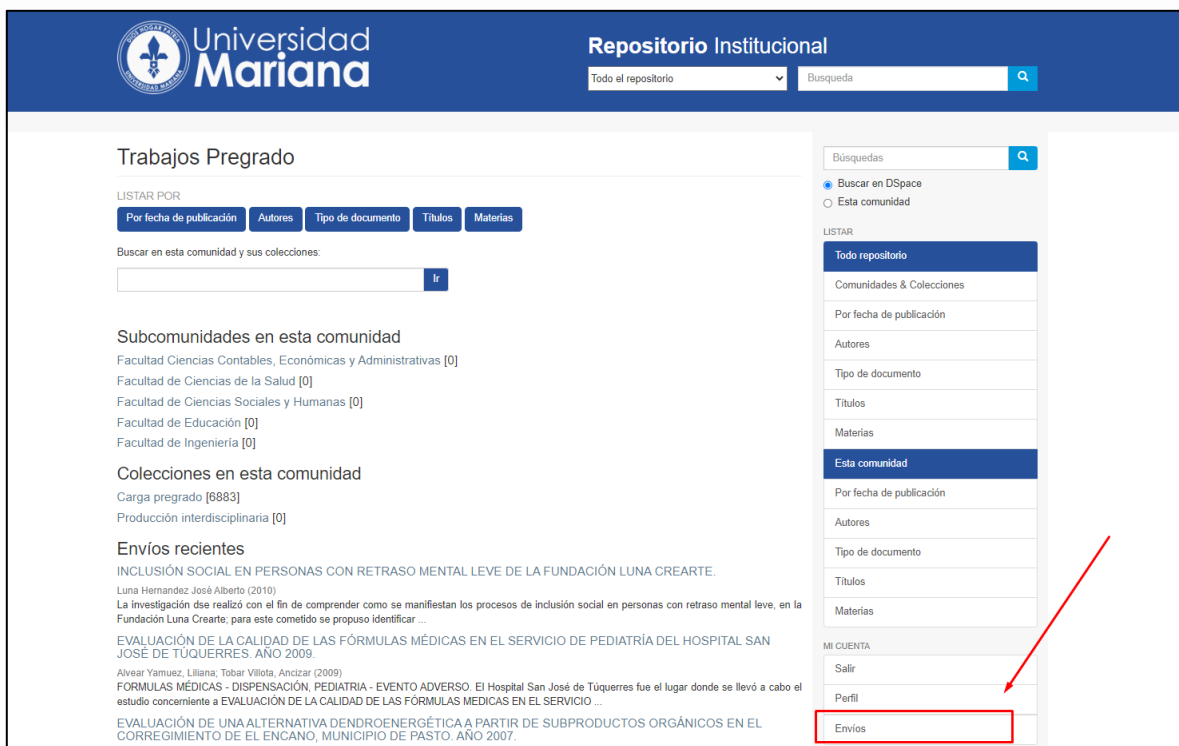 DIOS HOGAR PATRIA
UNIVERSIDAD MARIANA
Universidad
Mariana
Repositorio Institucional
Todo el repositorio
Busqueda
Trabajos Pregrado
LISTAR POR
Por fecha de publicación
Autores
Tipo de documento
Títulos
Materias
Buscar en esta comunidad y sus colecciones:
Ir
Subcomunidades en esta comunidad
Facultad Ciencias Contables, Económicas y Administrativas [0]
Facultad de Ciencias de la Salud [0]
Facultad de Ciencias Sociales y Humanas [0]
Facultad de Educación [0]
Facultad de Ingeniería [0]
Colecciones en esta comunidad
Carga pregrado [6883]
Producción interdisciplinaria [0]
Envíos recientes
INCLUSIÓN SOCIAL EN PERSONAS CON RETRASO MENTAL LEVE DE LA FUNDACIÓN LUNA CREARTE.
Luna Hernandez José Alberto (2010)
La investigación dse realizó con el fin de comprender como se manifiestan los procesos de inclusión social en personas con retraso mental leve, en la
Fundación Luna Crearte; para este cometido se propuso identificar ...
EVALUACIÓN DE LA CALIDAD DE LAS FÓRMULAS MÉDICAS EN EL SERVICIO DE PEDIATRÍA DEL HOSPITAL SAN
JOSÉ DE TÚQUERRES. AÑO 2009.
Alvear Yamuez, Liliana; Tobar Villota, Ancizar (2009)
FORMULAS MÉDICAS - DISPENSACIÓN, PEDIATRIA - EVENTO ADVERSO. El Hospital San José de Túquerres fue el lugar donde se llevó a cabo el
estudio concerniente a EVALUACIÓN DE LA CALIDAD DE LAS FÓRMULAS MEDICAS EN EL SERVICIO ...
EVALUACIÓN DE UNA ALTERNATIVA DENDROENERGÉTICA A PARTIR DE SUBPRODUCTOS ORGÁNICOS EN EL
CORREGIMIENTO DE EL ENCANO, MUNICIPIO DE PASTO. AÑO 2007.
Búsquedas
Buscar en DSpace
Esta comunidad
LISTAR
Todo repositorio
Comunidades & Colecciones
Por fecha de publicación
Autores
Tipo de documento
Títulos
Materias
Esta comunidad
Por fecha de publicación
Autores
Tipo de documento
Títulos
Materias
MI CUENTA
Salir
Perfil
Envíos